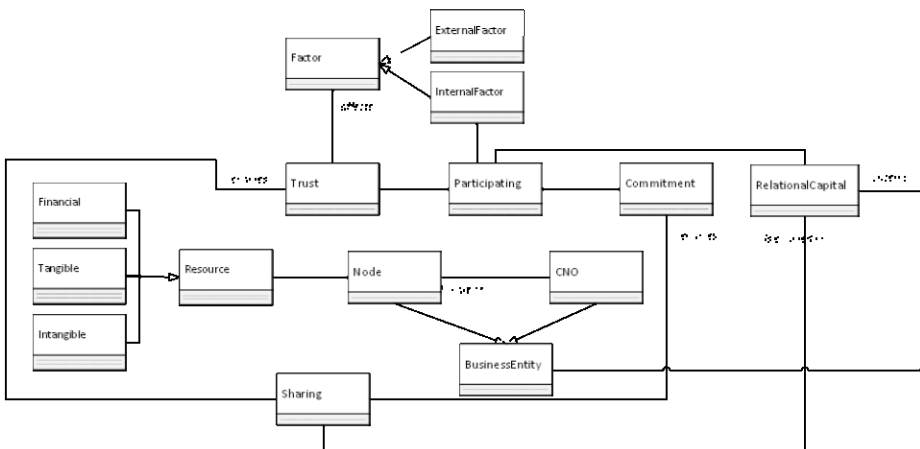 ExternalFactor
Factor
InternalFactor
Trust
Participating
Commitment
RelationalCapital
Financial
Tangible
Resource
Node
CNO
Intangible
BusinessEntity
Sharing